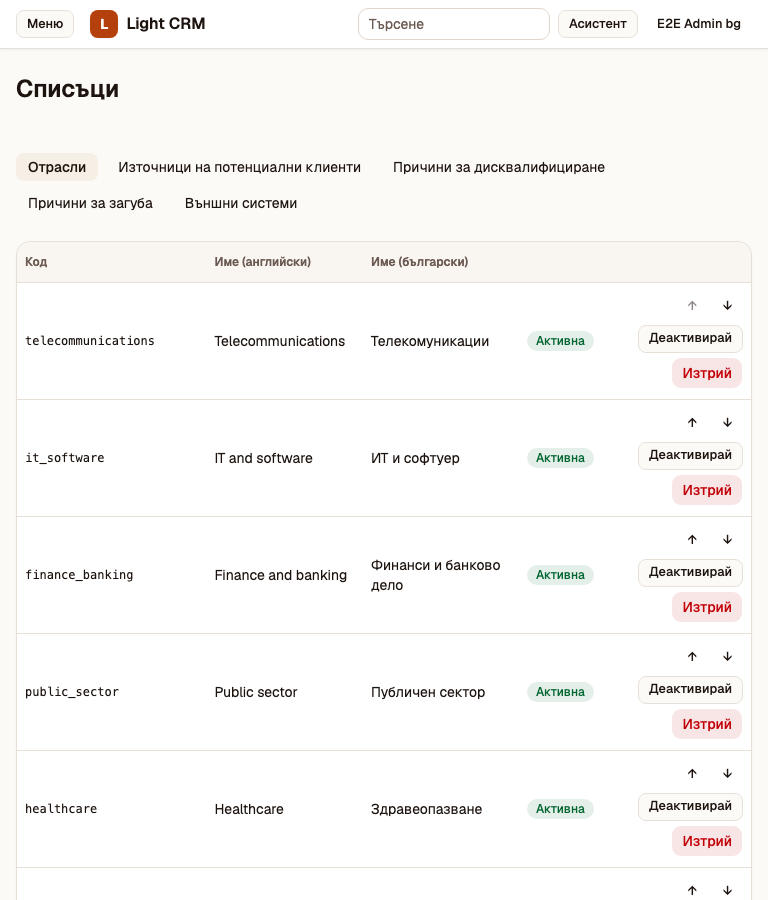 Меню
L
Light CRM
Търсене
Асистент
E2E Admin bg
Списъци
Отрасли
Източници на потенциални клиенти
Причини за дисквалифициране
Причини за загуба
Външни системи
Код
Име (английски)
Име (български)
↑ ↓
telecommunications
Telecommunications
Телекомуникации
Активна
Деактивирай
Изтрий
↑ ↓
it_software
IT and software
ИТ и софтуер
Активна
Деактивирай
Изтрий
↑ ↓
finance_banking
Finance and banking
Финанси и банково
дело
Активна
Деактивирай
Изтрий
↑ ↓
public_sector
Public sector
Публичен сектор
Активна
Деактивирай
Изтрий
↑ ↓
healthcare
Healthcare
Здравеопазване
Активна
Деактивирай
Изтрий
↑ ↓